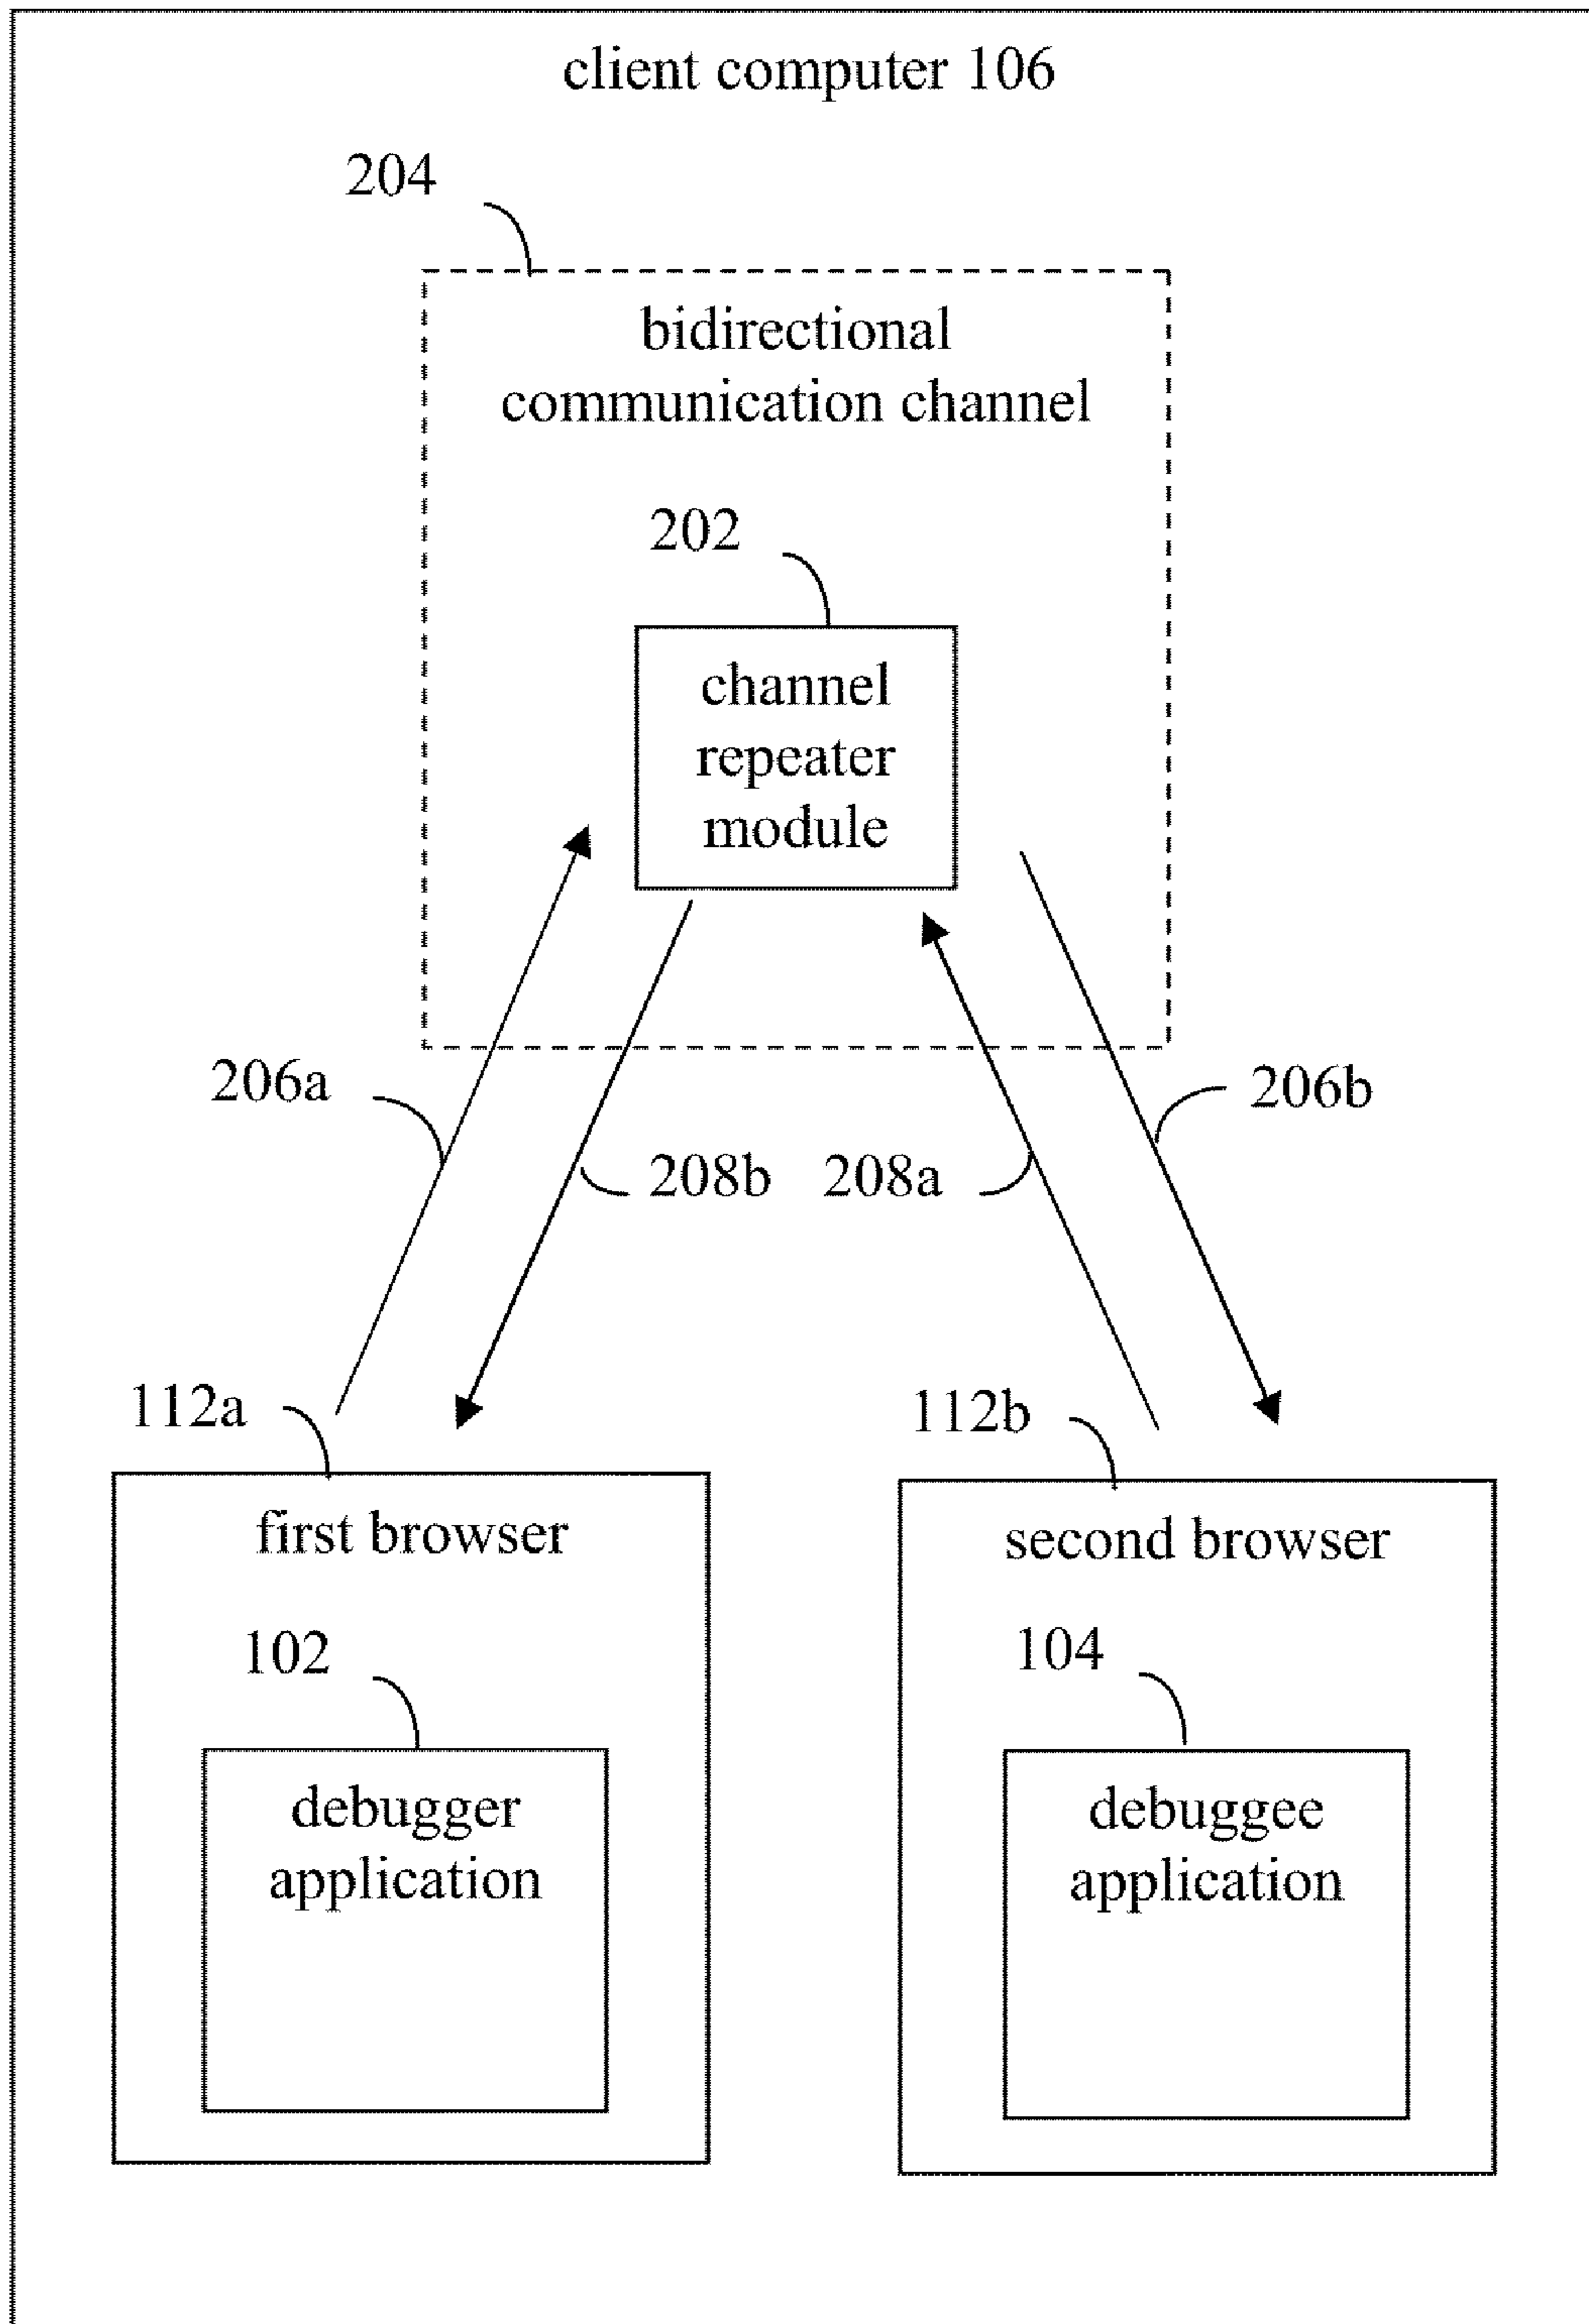 client computer 106
204
bidirectional
communication channel
202
channel
repeater
module
206a
206b
208b
208a
112a
112b
first browser
second browser
102
104
debugger
application
debuggee
application